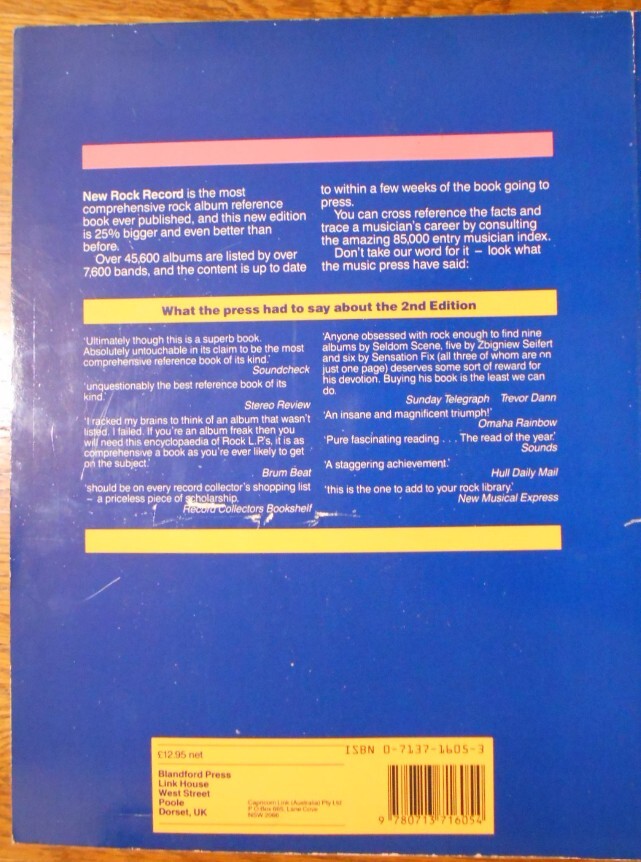 New Rock Record is the most
comprehensive rock album reference
book ever published, and this new edition
is 25% bigger and even better than
before.
Over 45,600 albums are listed by over
7,600 bands, and the content is up to date
to within a few weeks of the book going to
press.
You can cross reference the facts and
trace a musician's career by consulting
the amazing 85,000 entry musician index.
Don't take our word for it – look what
the music press have said:
What the press had to say about the 2nd Edition
'Ultimately though this is a superb book.
Absolutely untouchable in its claim to be the most
comprehensive reference book of its kind.'
Soundcheck
'unquestionably the best reference book of its
kind.'
Stereo Review
'I racked my brains to think of an album that wasn't
listed. I failed. If you're an album freak then you
will need this encyclopaedia of Rock L.P.'s, it is as
comprehensive a book as you're ever likely to get
on the subject.'
Brum Beat
'should be on every record collector's shopping list
– a priceless piece of scholarship.
Record Collectors Bookshelf
'Anyone obsessed with rock enough to find nine
albums by Seldom Scene, five by Zbigniew Seifert
and six by Sensation Fix (all three of whom are on
just one page) deserves some sort of reward for
his devotion. Buying his book is the least we can
do.
Sunday Telegraph Trevor Dann
'An insane and magnificent triumph!'
Omaha Rainbow
'Pure fascinating reading . . . The read of the year.'
Sounds
'A staggering achievement.'
Hull Daily Mail
'this is the one to add to your rock library.'
New Musical Express
£12.95 net
Blandford Press
Link House
West Street
Poole
Dorset, UK
Capricorn Link (Australia) Pty Ltd
P.O. Box 665, Lane Cove
NSW 2066
ISBN 0-7137-1605-3
9 780713 716054